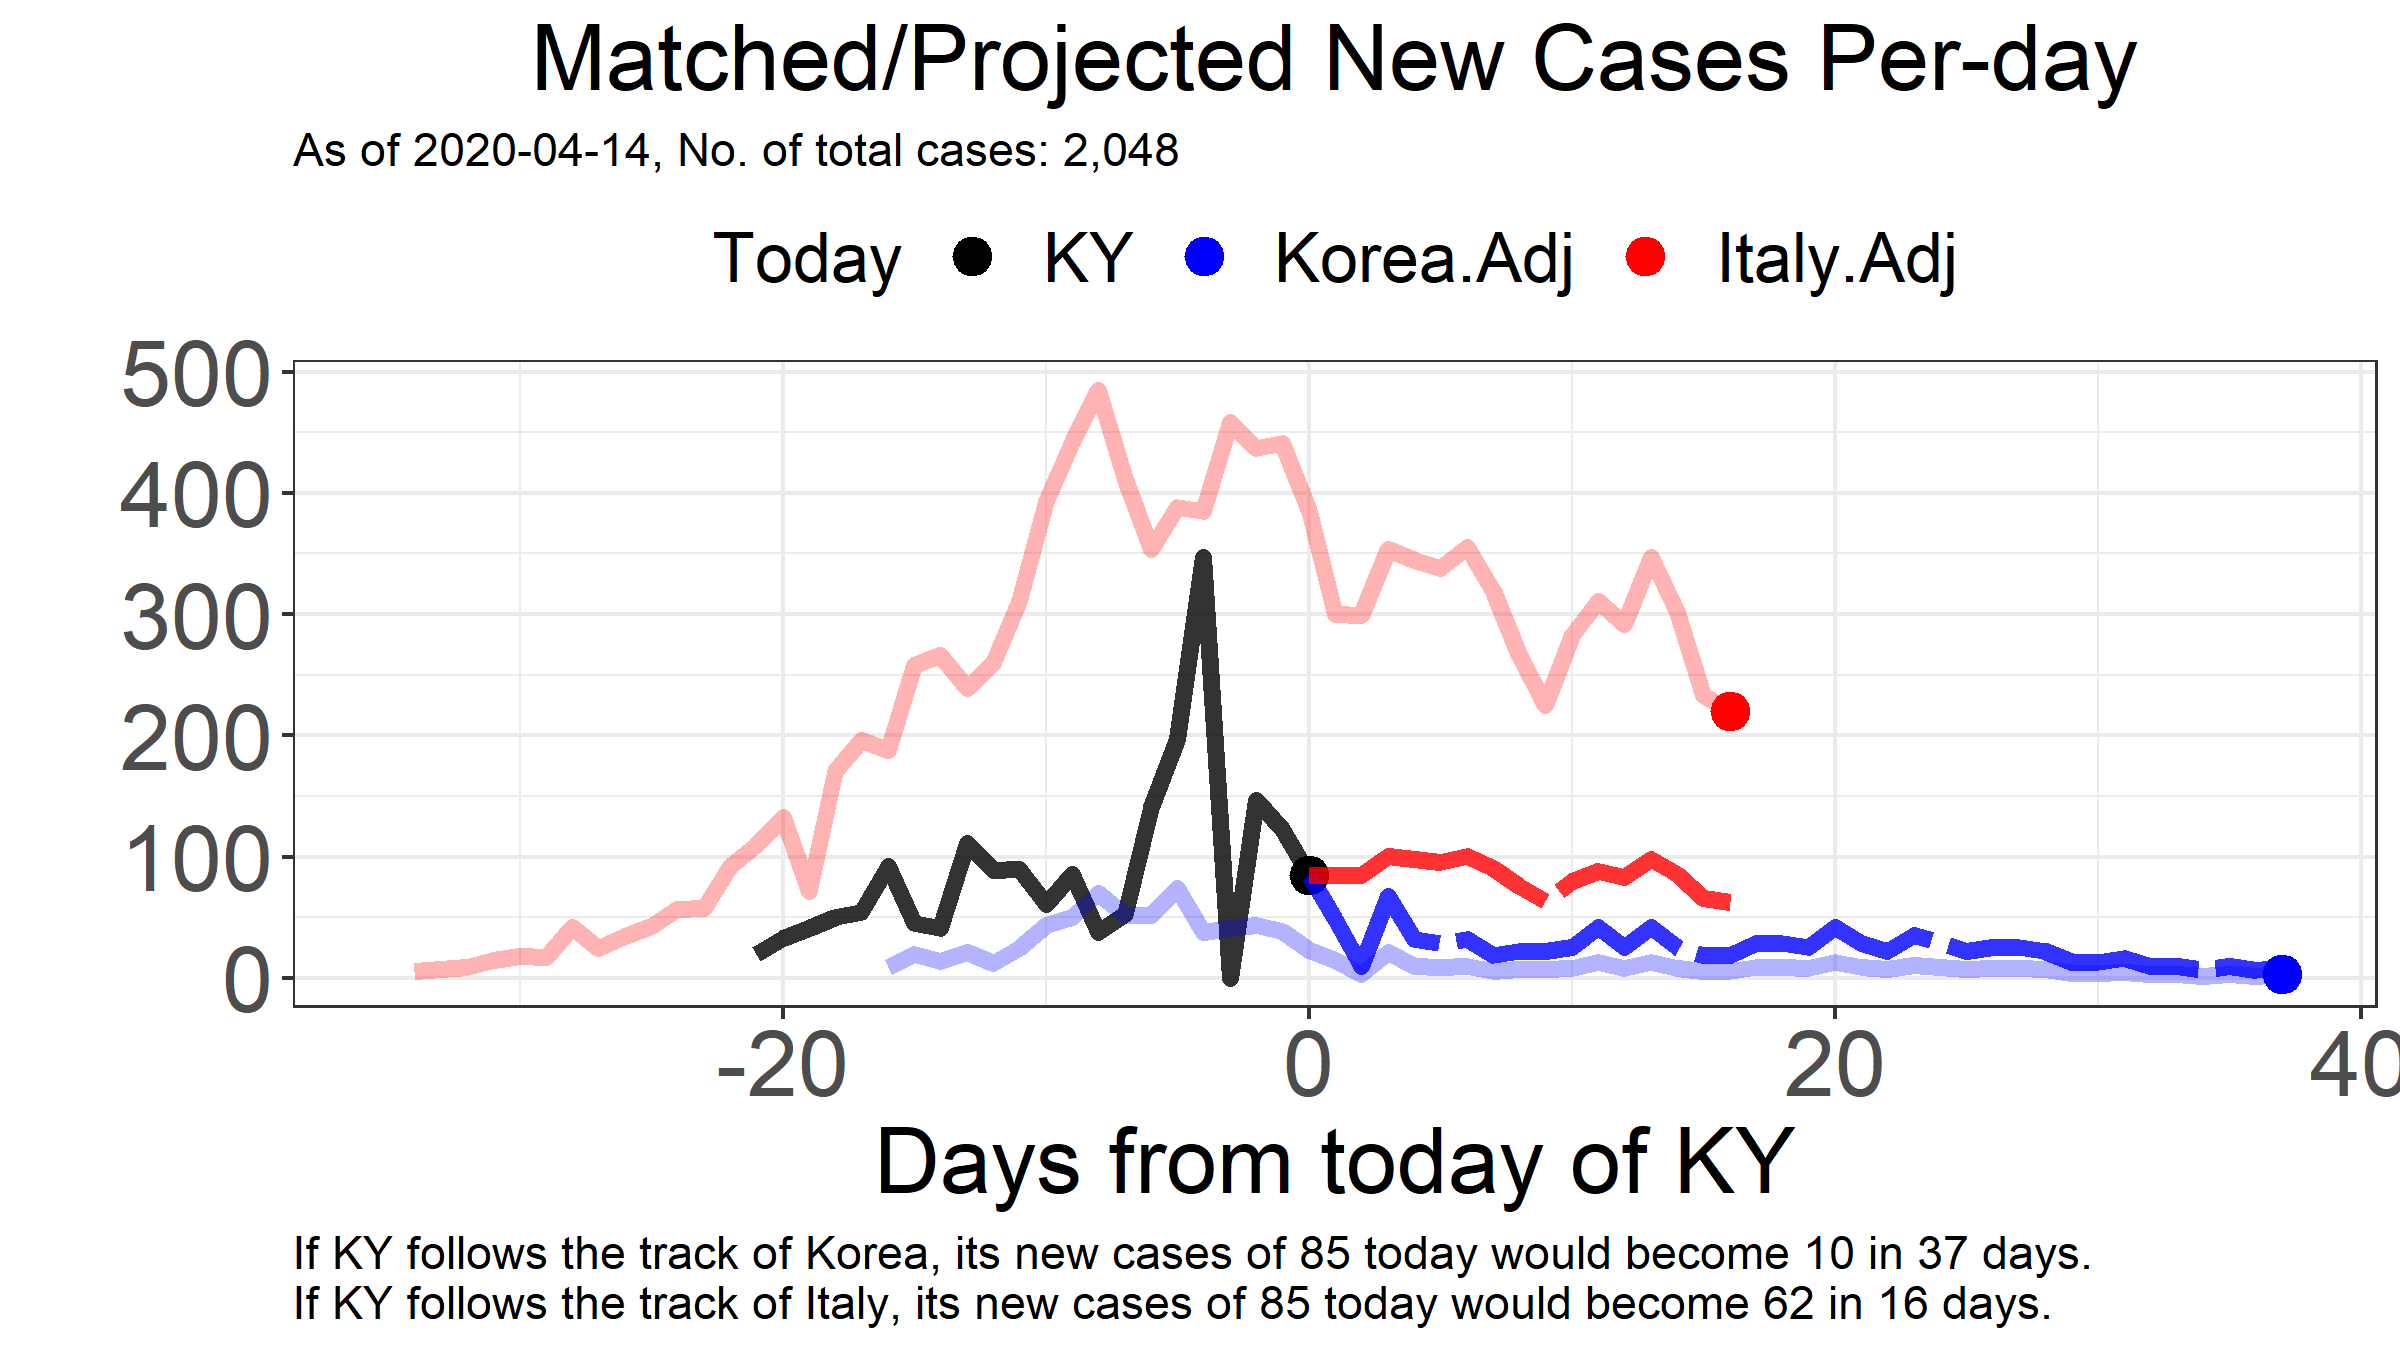 Matched/Projected New Cases Per-day
As of 2020-04-14, No. of total cases: 2,048
Today KY Korea.Adj Italy.Adj
500
400
300
200
100
0
-20 0 20 40
Days from today of KY
If KY follows the track of Korea, its new cases of 85 today would become 10 in 37 days.
If KY follows the track of Italy, its new cases of 85 today would become 62 in 16 days.